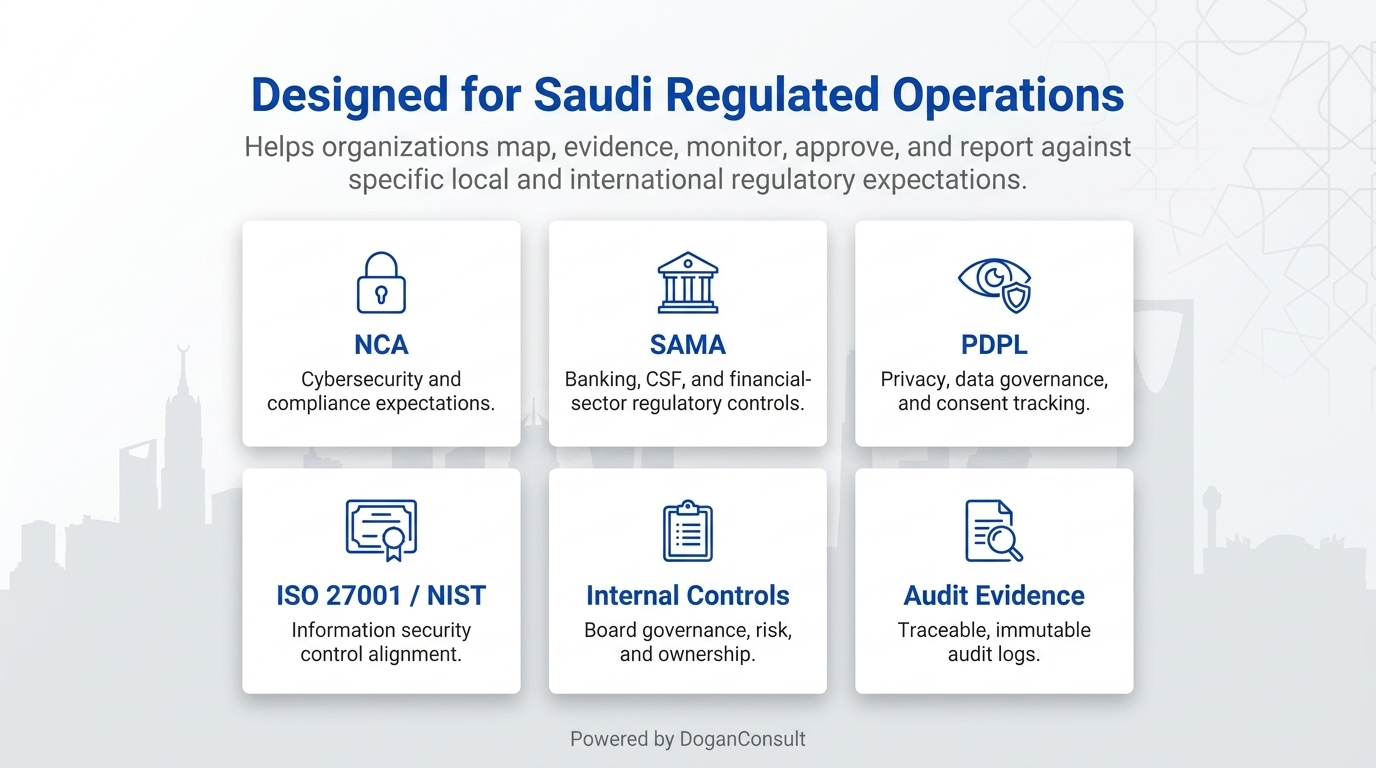 Designed for Saudi Regulated Operations
Helps organizations map, evidence, monitor, approve, and report against
specific local and international regulatory expectations.
NCA
Cybersecurity and
compliance expectations.
SAMA
Banking, CSF, and financial-
sector regulatory controls.
PDPL
Privacy, data governance,
and consent tracking.
ISO 27001 / NIST
Information security
control alignment.
Internal Controls
Board governance, risk,
and ownership.
Audit Evidence
Traceable, immutable
audit logs.
Powered by DoganConsult